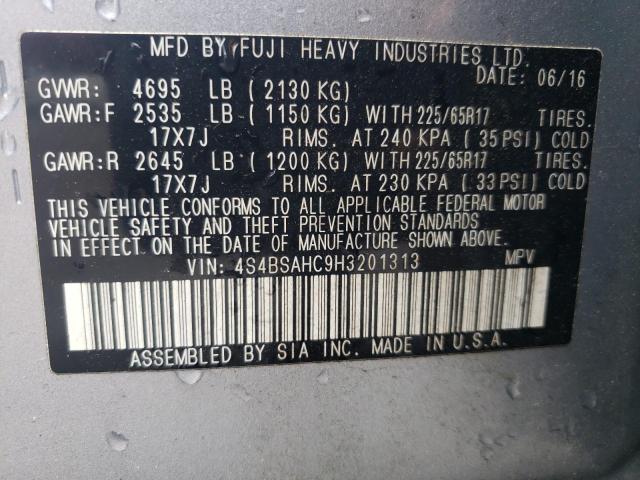 MFD BY FUJI HEAVY INDUSTRIES LTD.
DATE: 06/16
GVWR: 4695 LB (2130 KG)
GAWR:F 2535 LB (1150 KG) WITH 225/65R17 TIRES.
17X7J RIMS. AT 240 KPA (35 PSI) COLD
GAWR:R 2645 LB (1200 KG) WITH 225/65R17 TIRES.
17X7J RIMS. AT 230 KPA (33 PSI) COLD
THIS VEHICLE CONFORMS TO ALL APPLICABLE FEDERAL MOTOR
VEHICLE SAFETY AND THEFT PREVENTION STANDARDS
IN EFFECT ON THE DATE OF MANUFACTURE SHOWN ABOVE.
VIN: 4S4BSAHC9H3201313 MPV
ASSEMBLED BY SIA INC. MADE IN U.S.A.